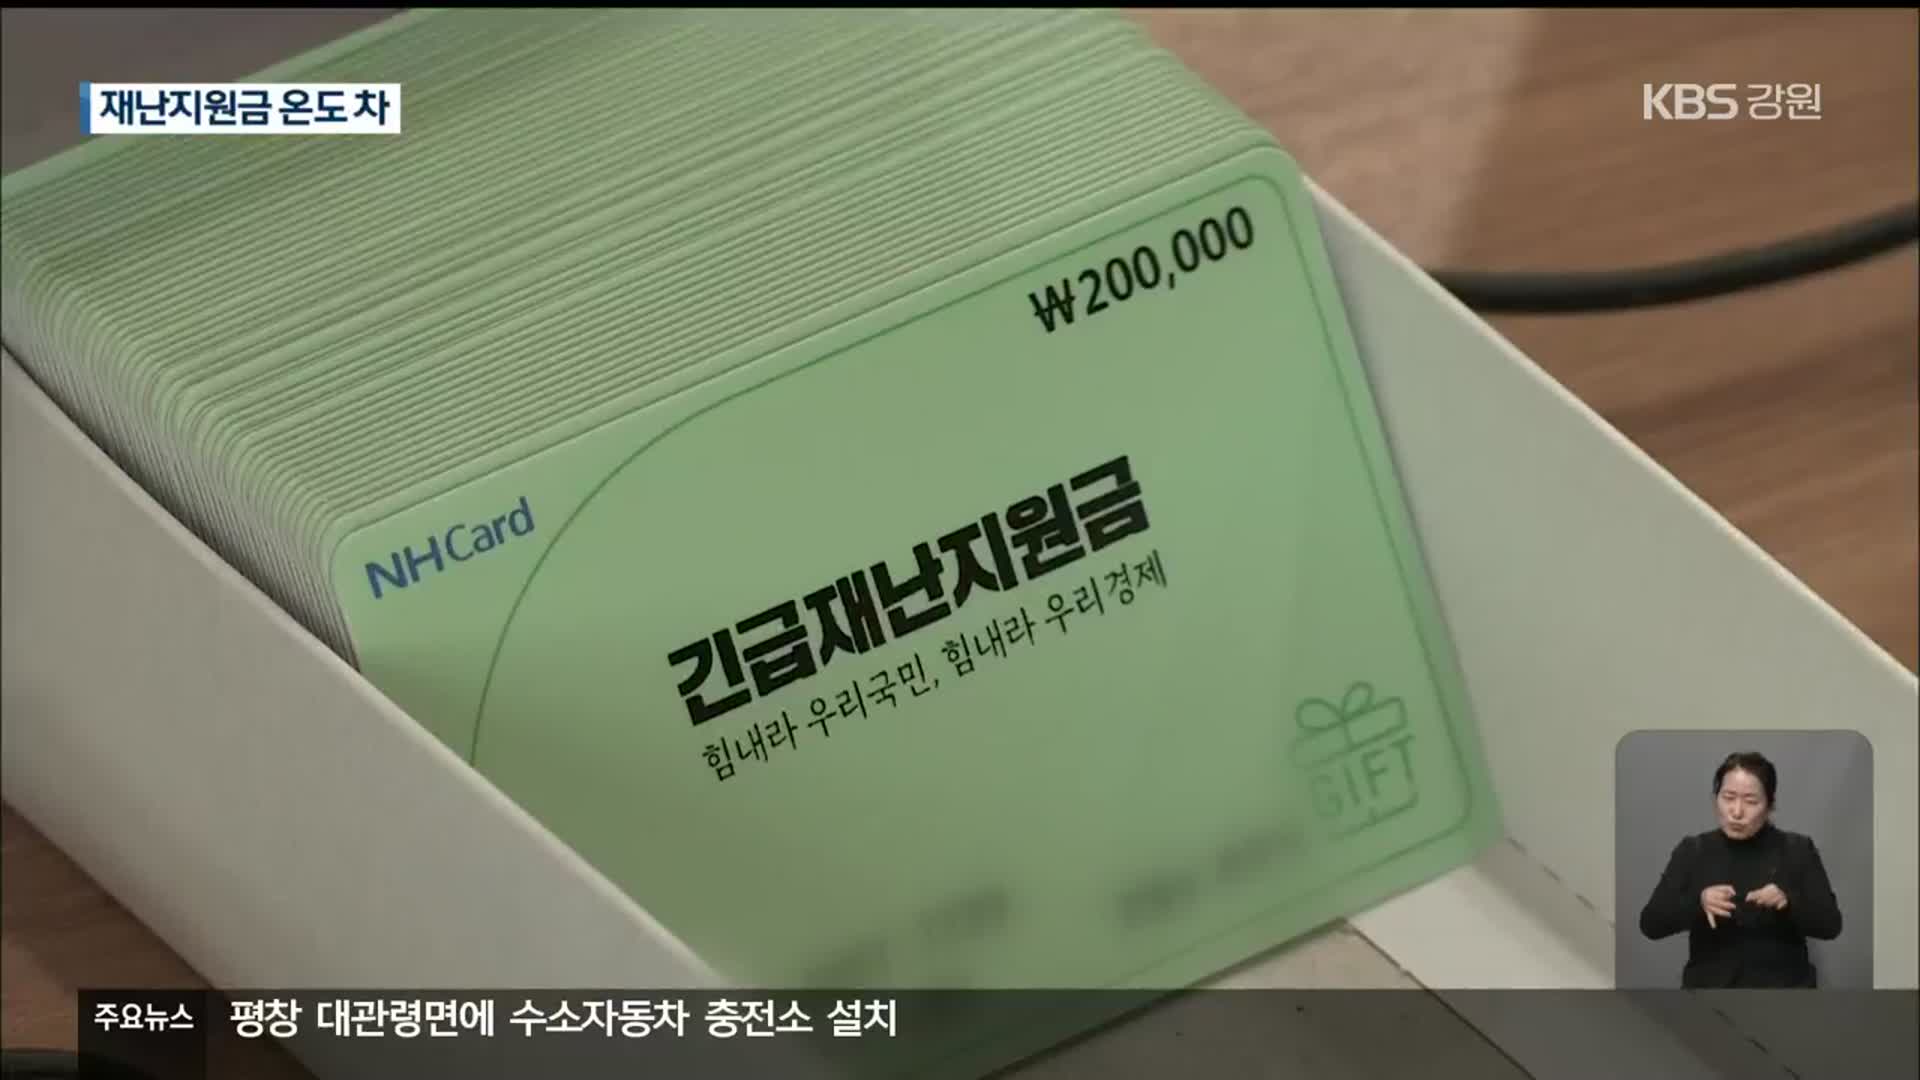 재난지원금 온도 차
KBS 강원
₩200,000
NHCard
긴급재난지원금
힘내라 우리국민, 힘내라 우리경제
GIFT
주요뉴스 평창 대관령면에 수소자동차 충전소 설치